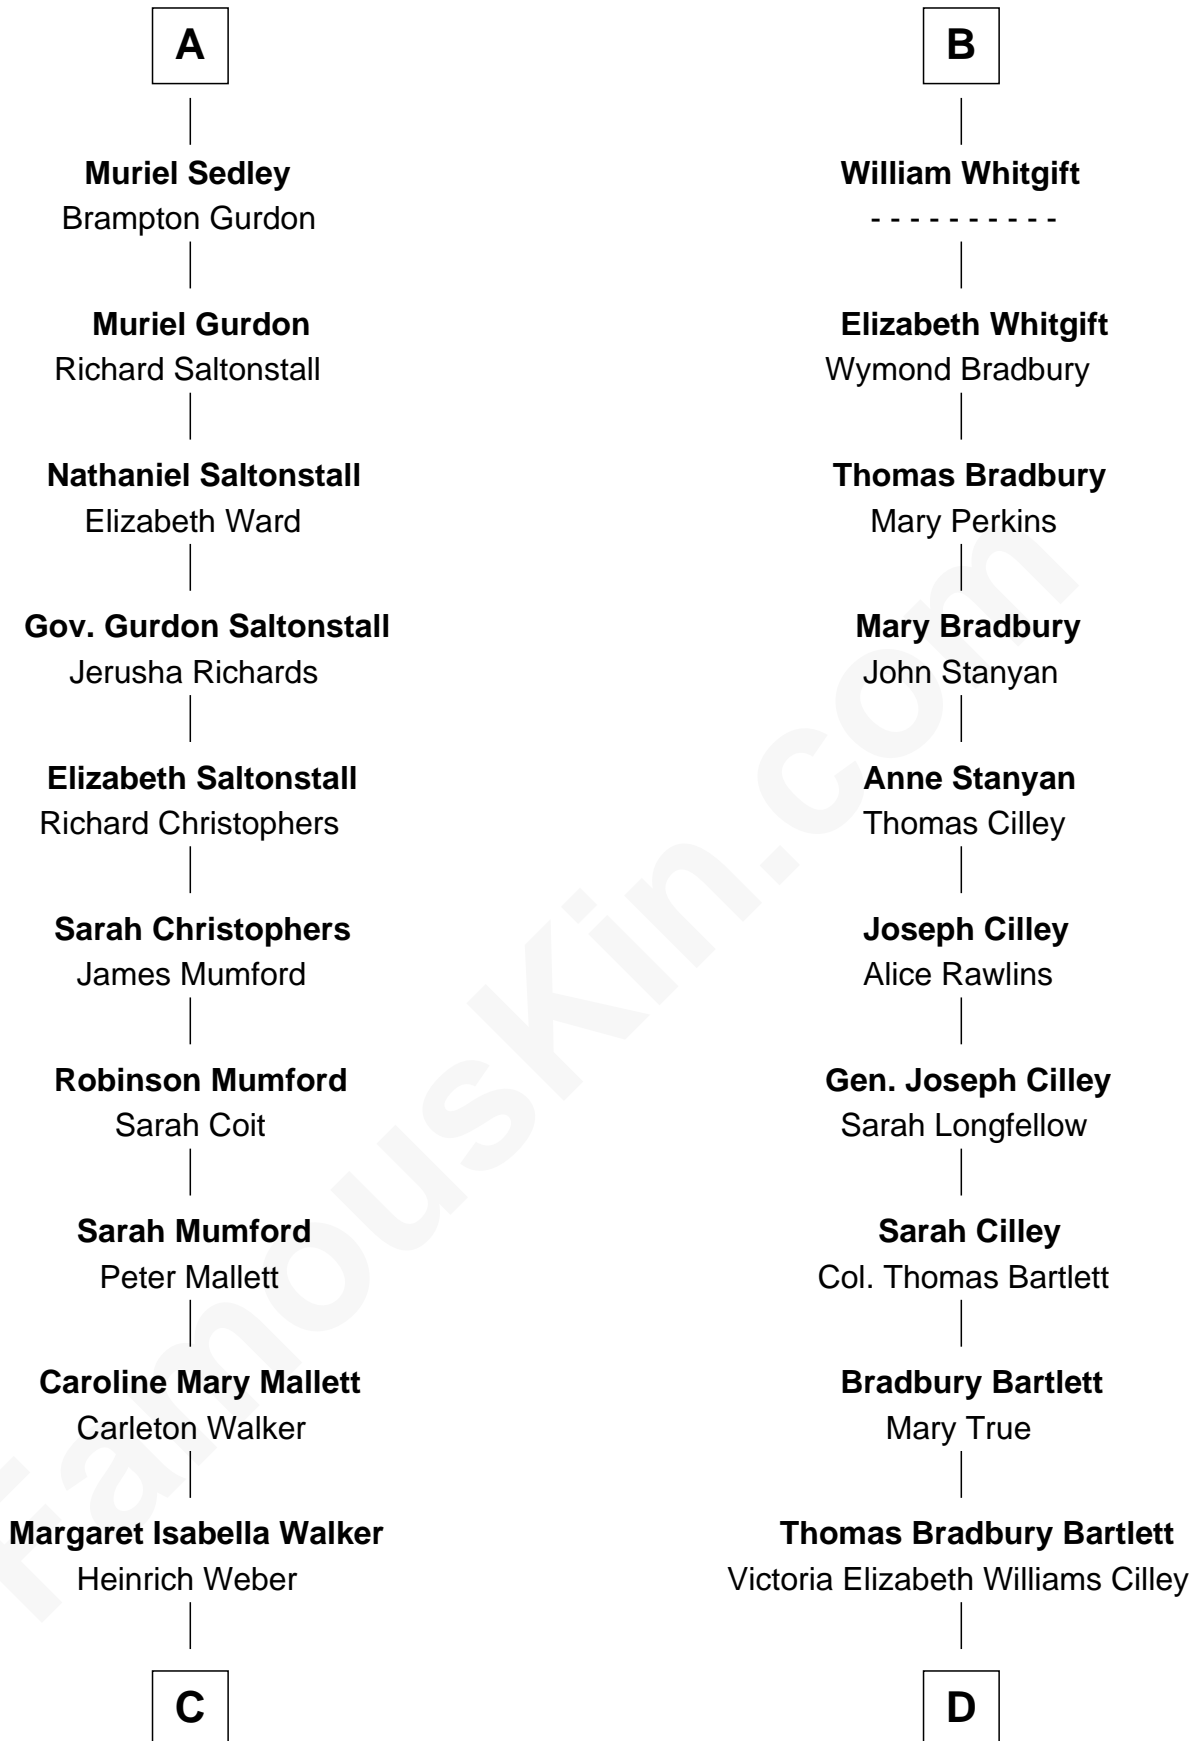 A
Muriel Sedley
Brampton Gurdon
Muriel Gurdon
Richard Saltonstall
Nathaniel Saltonstall
Elizabeth Ward
Gov. Gurdon Saltonstall
Jerusha Richards
Elizabeth Saltonstall
Richard Christophers
Sarah Christophers
James Mumford
Robinson Mumford
Sarah Coit
Sarah Mumford
Peter Mallett
Caroline Mary Mallett
Carleton Walker
Margaret Isabella Walker
Heinrich Weber
C
B
William Whitgift
- - - - - - - - - -
Elizabeth Whitgift
Wymond Bradbury
Thomas Bradbury
Mary Perkins
Mary Bradbury
John Stanyan
Anne Stanyan
Thomas Cilley
Joseph Cilley
Alice Rawlins
Gen. Joseph Cilley
Sarah Longfellow
Sarah Cilley
Col. Thomas Bartlett
Bradbury Bartlett
Mary True
Thomas Bradbury Bartlett
Victoria Elizabeth Williams Cilley
D
FamousKin.com